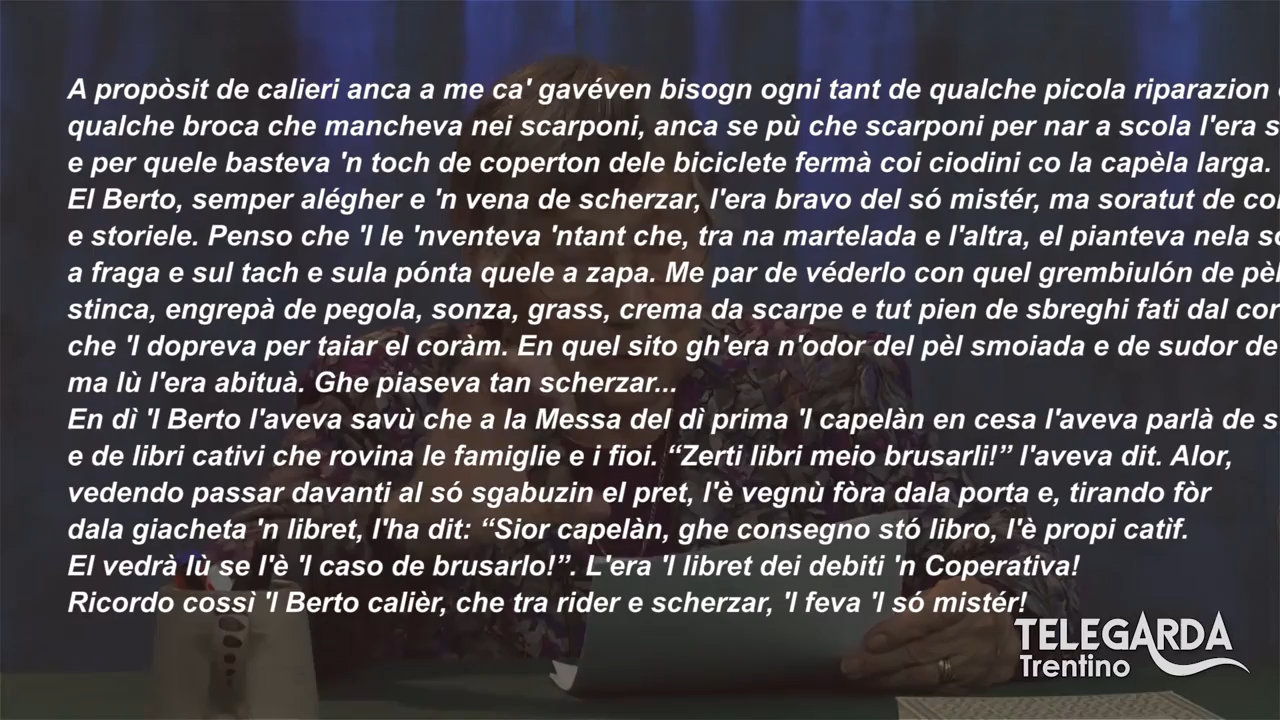 A propòsit de calieri anca a me ca' gavéven bisogn ogni tant de qualche picola riparazion
qualche broca che mancheva nei scarponi, anca se pù che scarponi per nar a scola l'era
e per quele basteva 'n toch de coperton dele biciclete fermà coi ciodini co la capèla larga.
El Berto, semper alégher e 'n vena de scherzar, l'era bravo del só mistér, ma soratut de
e storiele. Penso che 'l le 'nventeva 'ntant che, tra na martelada e l'altra, el pianteva nela
a fraga e sul tach e sula pónta quele a zapa. Me par de véderlo con quel grembiulón de
stinca, engrepà de pegola, sonza, grass, crema da scarpe e tut pien de sbreghi fati dal
che 'l dopreva per taiar el coràm. En quel sito gh'era n'odor del pèl smoiada e de sudor de
ma lù l'era abituà. Ghe piaseva tan scherzar...
En dì 'l Berto l'aveva savù che a la Messa del dì prima 'l capelàn en cesa l'aveva parlà de
e de libri cativi che rovina le famiglie e i fioi. “Zerti libri meio brusarli!” l'aveva dit. Alor,
vedendo passar davanti al só sgabuzin el pret, l'è vegnù fòra dala porta e, tirando fòr
dala giacheta 'n libret, l'ha dit: “Sior capelàn, ghe consegno stó libro, l'è propi catìf.
El vedrà lù se l'è 'l caso de brusarlo!”. L'era 'l libret dei debiti 'n Coperativa!
Ricordo cossì 'l Berto calièr, che tra rider e scherzar, 'l feva 'l só mistér!
TELEGARDA
Trentino